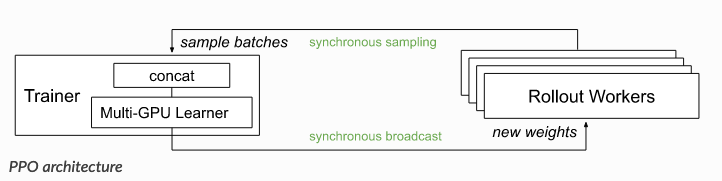 sample batches
synchronous sampling
concat
Trainer
Multi-GPU Learner
Rollout Workers
synchronous broadcast
new weights
PPO architecture